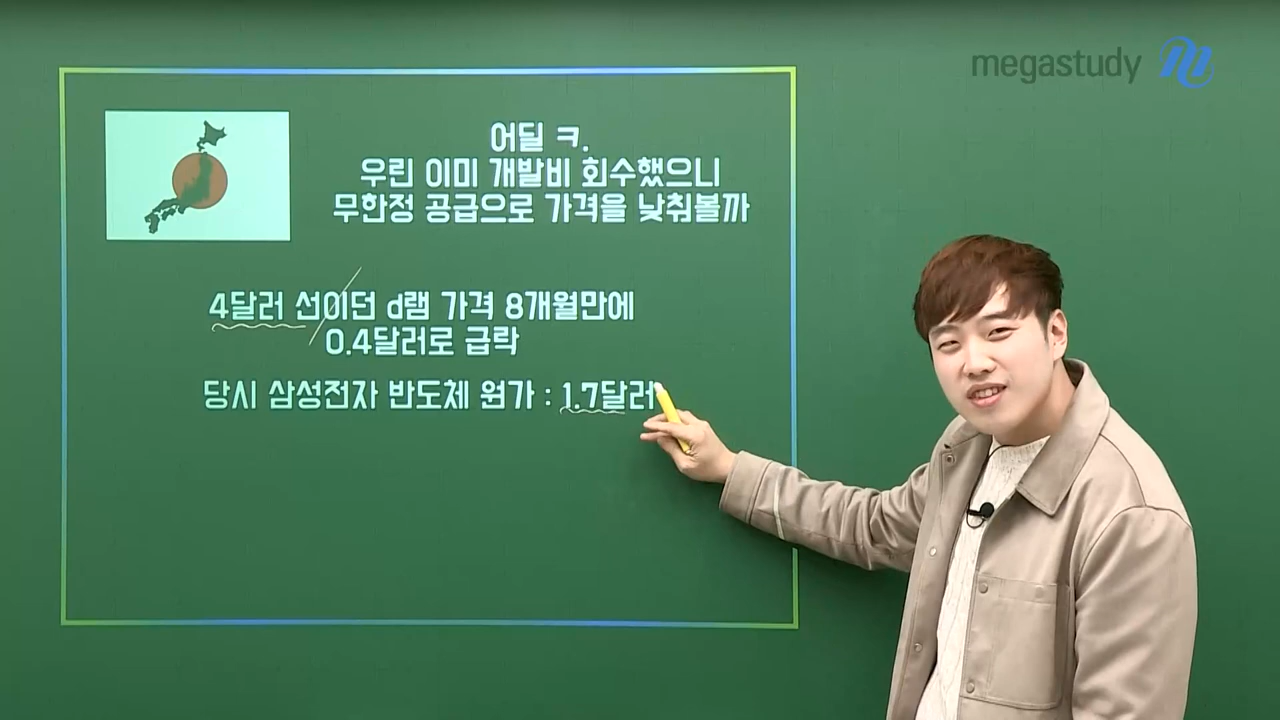 megastudy
어딜 ㅋ.
우린 이미 개발비 회수했으니
무한정 공급으로 가격을 낮춰볼까
4달러 선이던 d램 가격 8개월만에
0.4달러로 급락
당시 삼성전자 반도체 원가 : 1.7달러